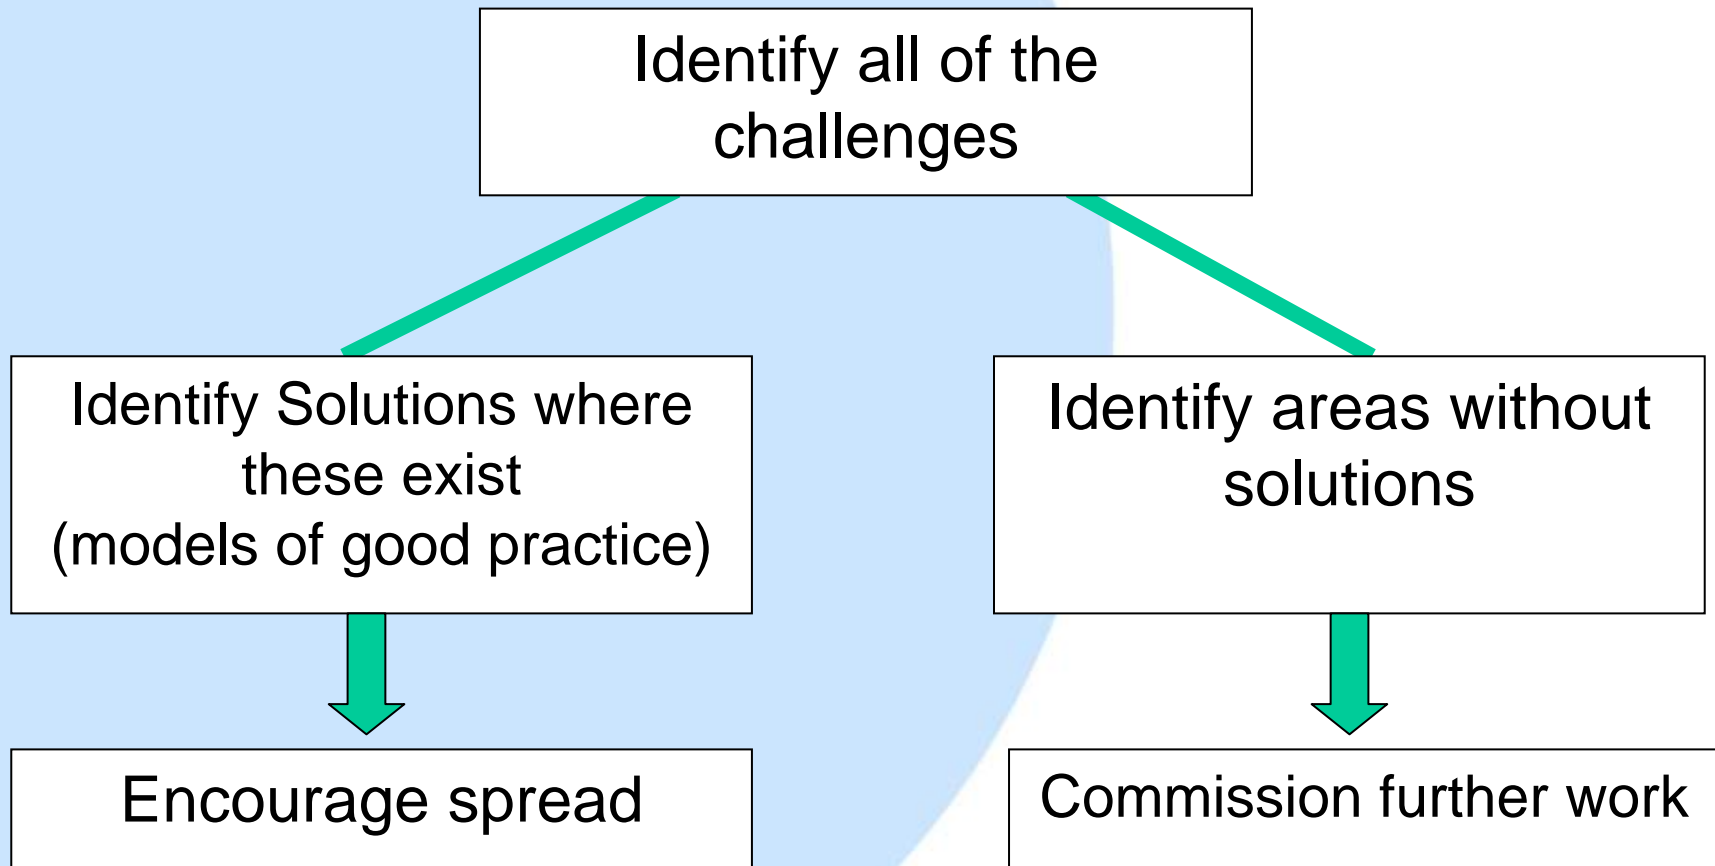 Identify all of the
challenges
Identify Solutions where
these exist
(models of good practice)
Identify areas without
solutions
Encourage spread
Commission further work